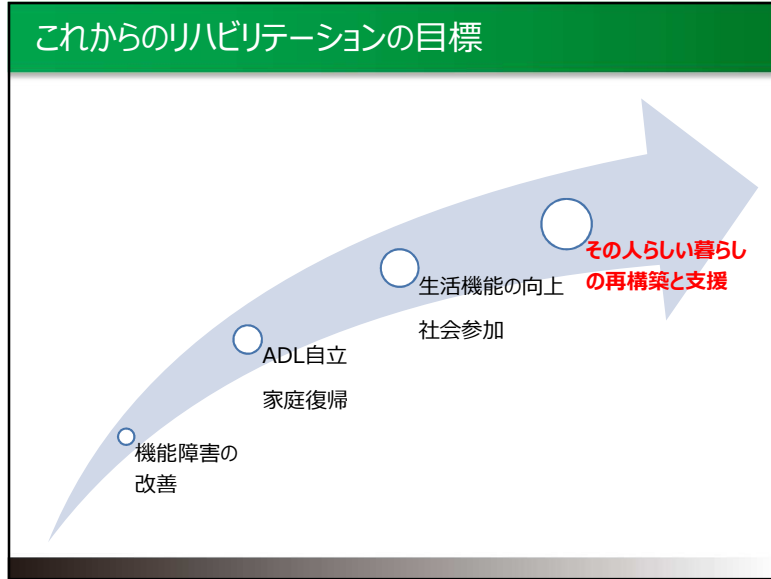 これからのリハビリテーションの目標
その人らしい暮らし
の再構築と支援
生活機能の向上
社会参加
ADL自立
家庭復帰
機能障害の
改善